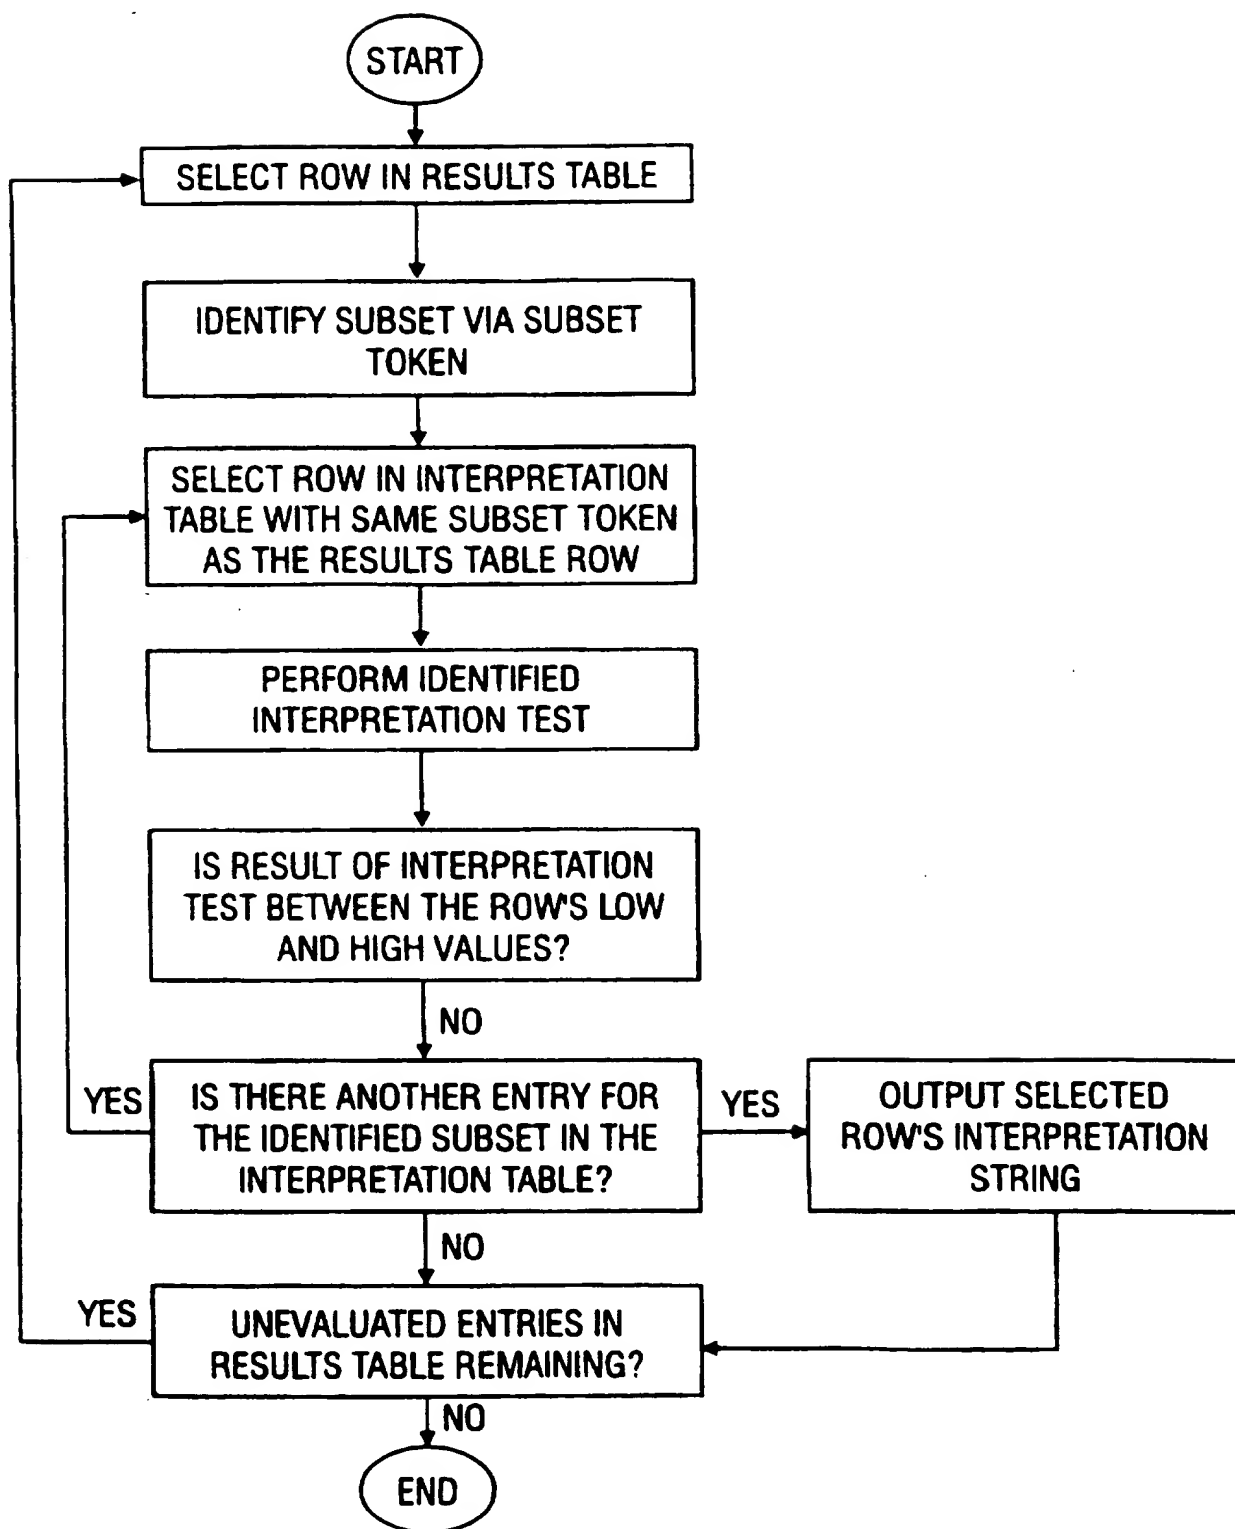 START
SELECT ROW IN RESULTS TABLE
IDENTIFY SUBSET VIA SUBSET
TOKEN
SELECT ROW IN INTERPRETATION
TABLE WITH SAME SUBSET TOKEN
AS THE RESULTS TABLE ROW
PERFORM IDENTIFIED
INTERPRETATION TEST
IS RESULT OF INTERPRETATION
TEST BETWEEN THE ROW'S LOW
AND HIGH VALUES?
NO
YES
IS THERE ANOTHER ENTRY FOR
THE IDENTIFIED SUBSET IN THE
INTERPRETATION TABLE?
YES
OUTPUT SELECTED
ROW'S INTERPRETATION
STRING
NO
YES
UNEVALUATED ENTRIES IN
RESULTS TABLE REMAINING?
NO
END